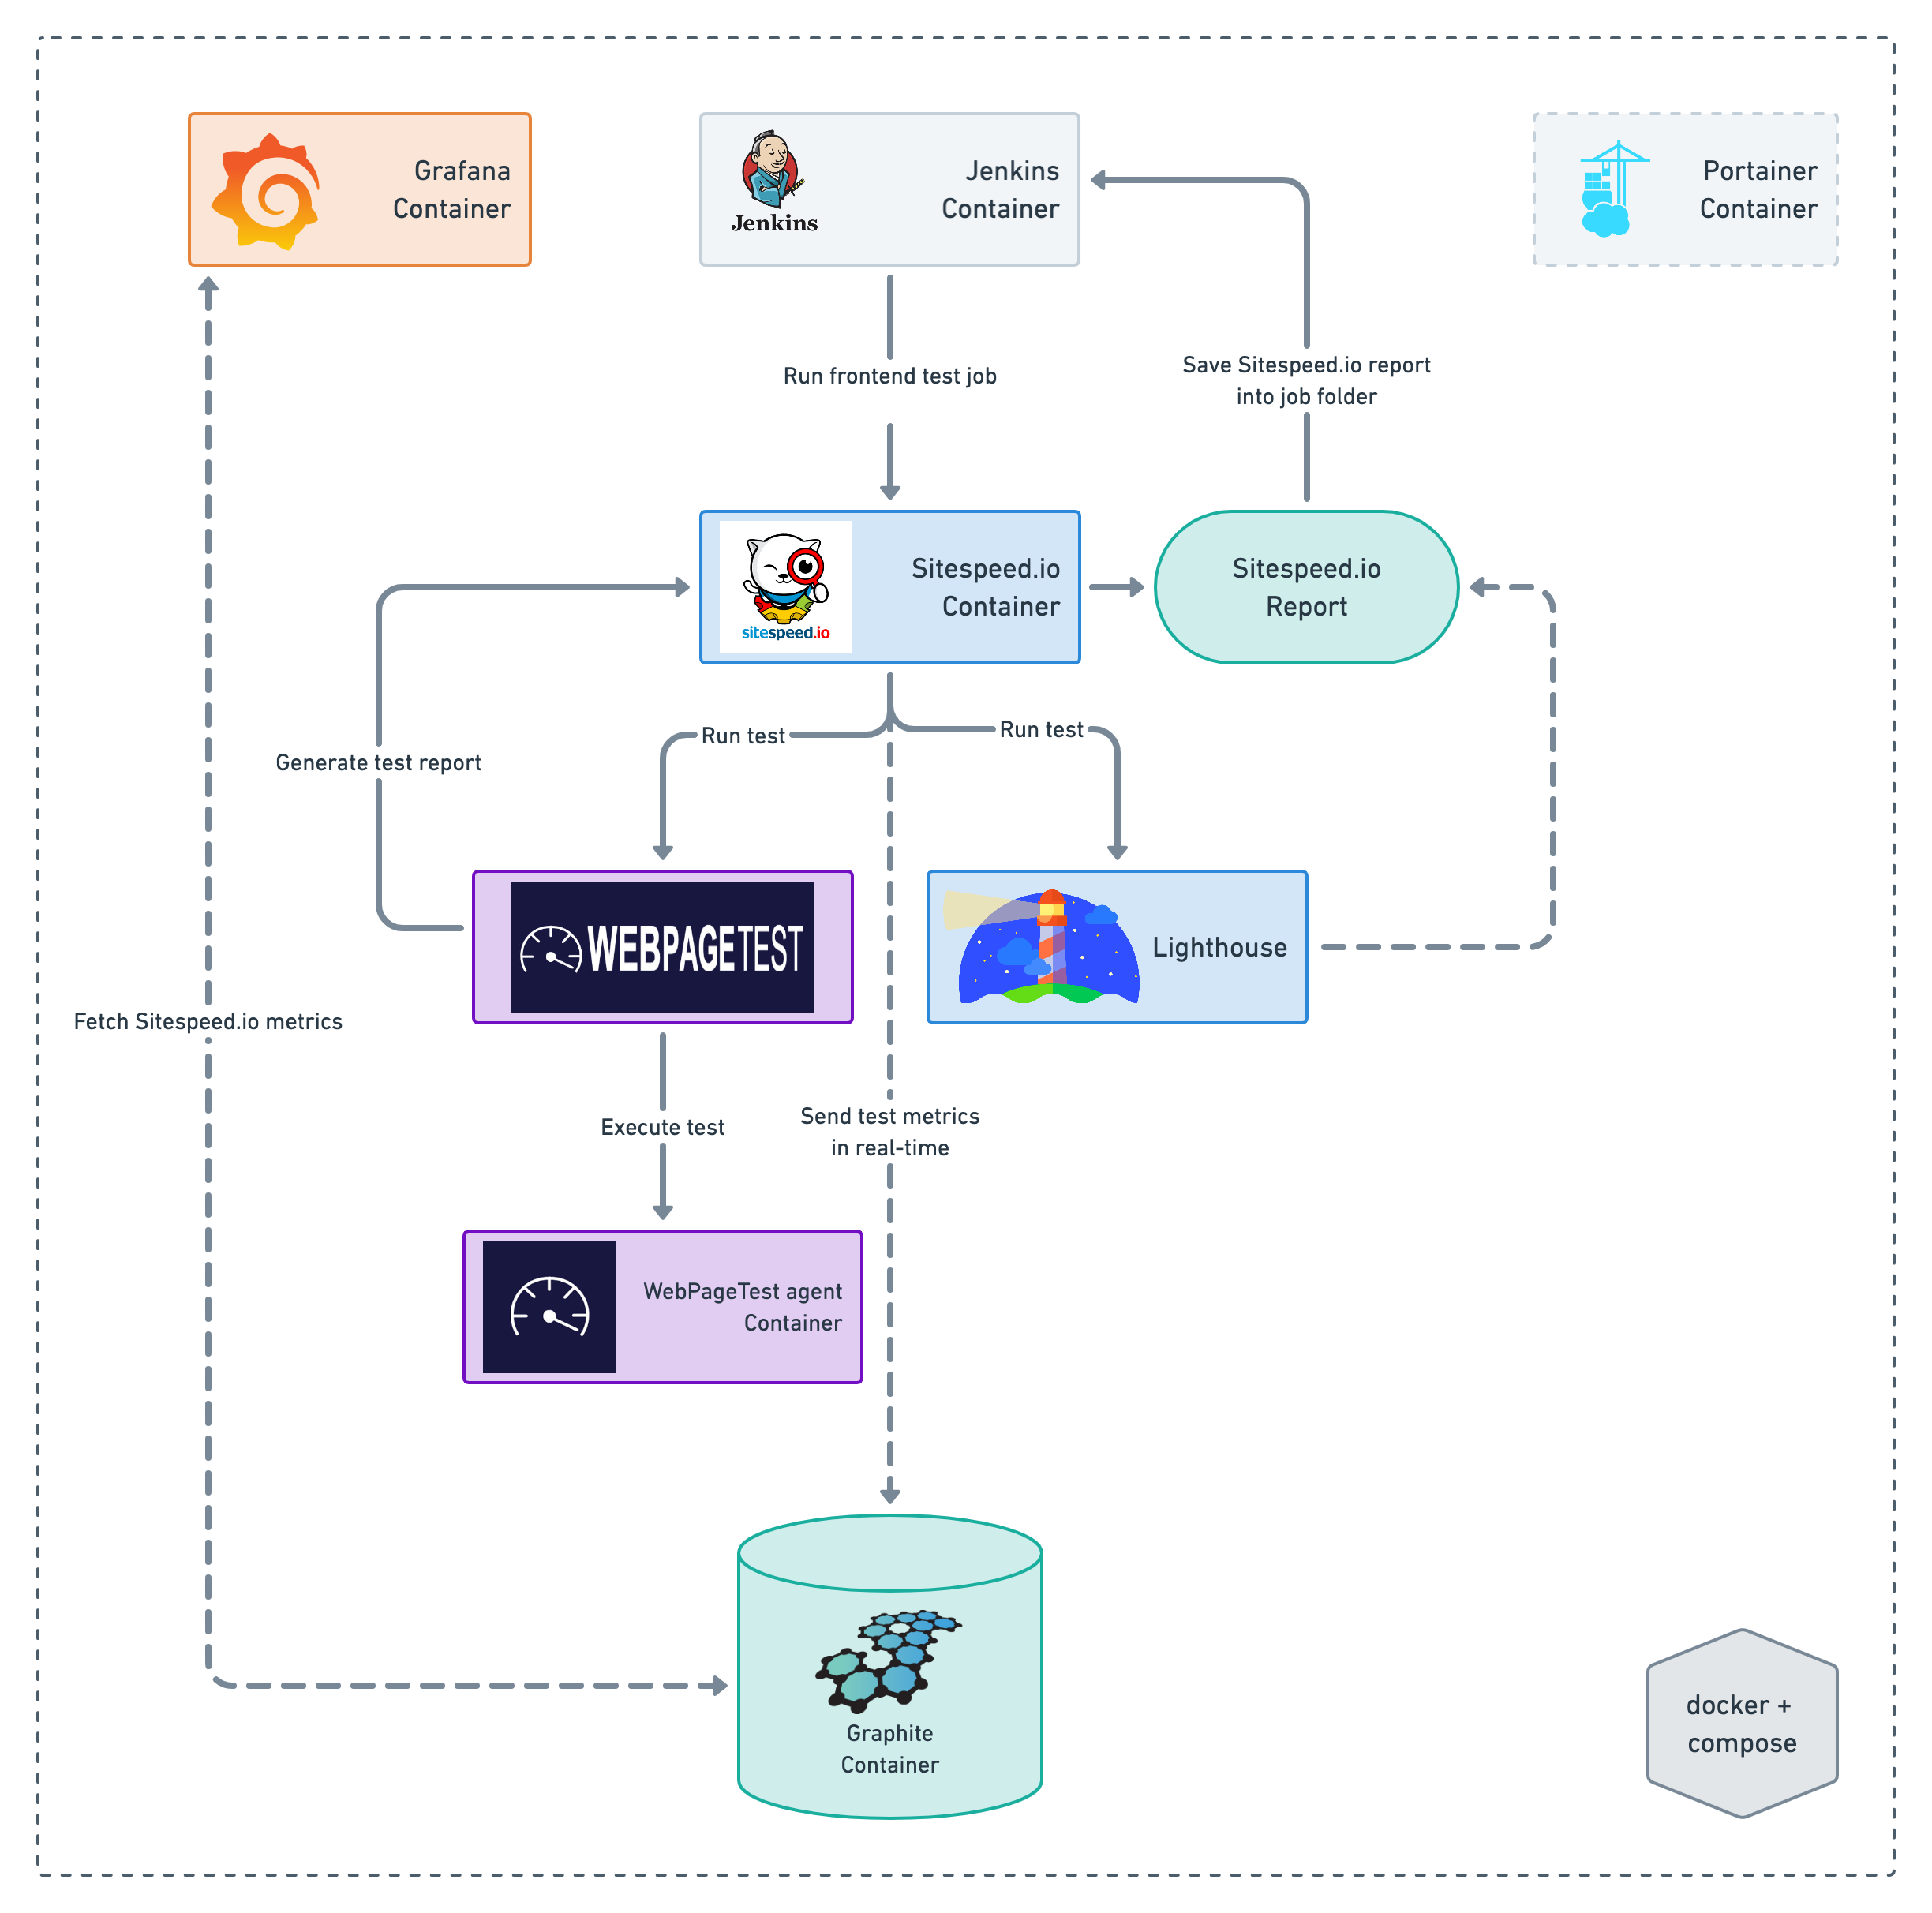 Grafana
Container
Jenkins
Jenkins
Container
Portainer
Container
Run frontend test job
Save Sitespeed.io report
into job folder
sitespeed.io
Sitespeed.io
Container
Sitespeed.io
Report
Run test
Run test
Generate test report
WEBPAGETEST
Lighthouse
Fetch Sitespeed.io metrics
Execute test
Send test metrics
in real-time
WebPageTest agent
Container
Graphite
Container
docker +
compose